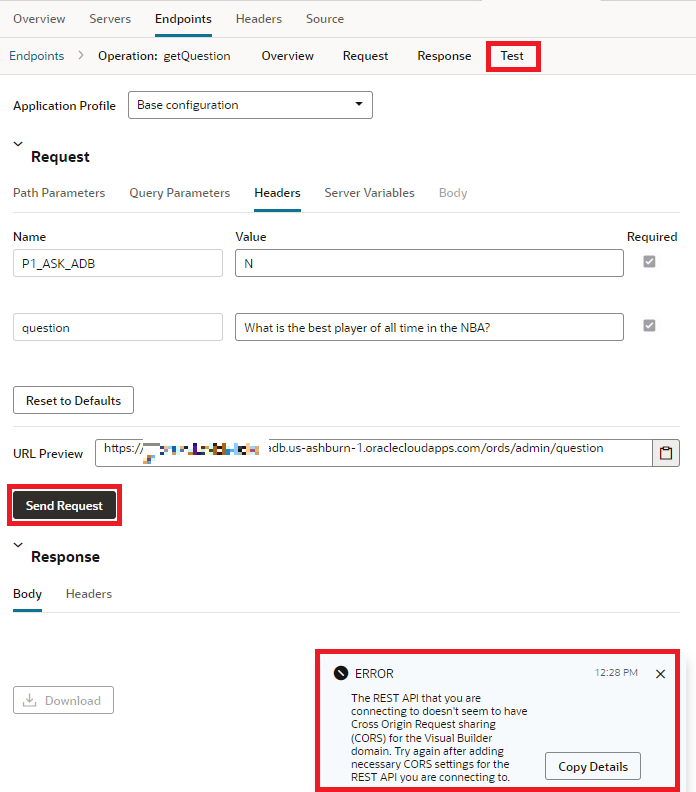 Overview Servers Endpoints Headers Source
Endpoints Operation: getQuestion Overview Request Response Test
Application Profile Base configuration
Request
Path Parameters Query Parameters Headers Server Variables Body
Name Value Required
P1_ASK_ADB N
question What is the best player of all time in the NBA?
Reset to Defaults
URL Preview https:// adb.us-ashburn-1.oraclecloudapps.com/ords/admin/question
Send Request
Response
Body Headers
Download
ERROR 12:28 PM
The REST API that you are
connecting to doesn't seem to have
Cross Origin Request sharing
(CORS) for the Visual Builder
domain. Try again after adding
necessary CORS settings for the
REST API you are connecting to.
Copy Details